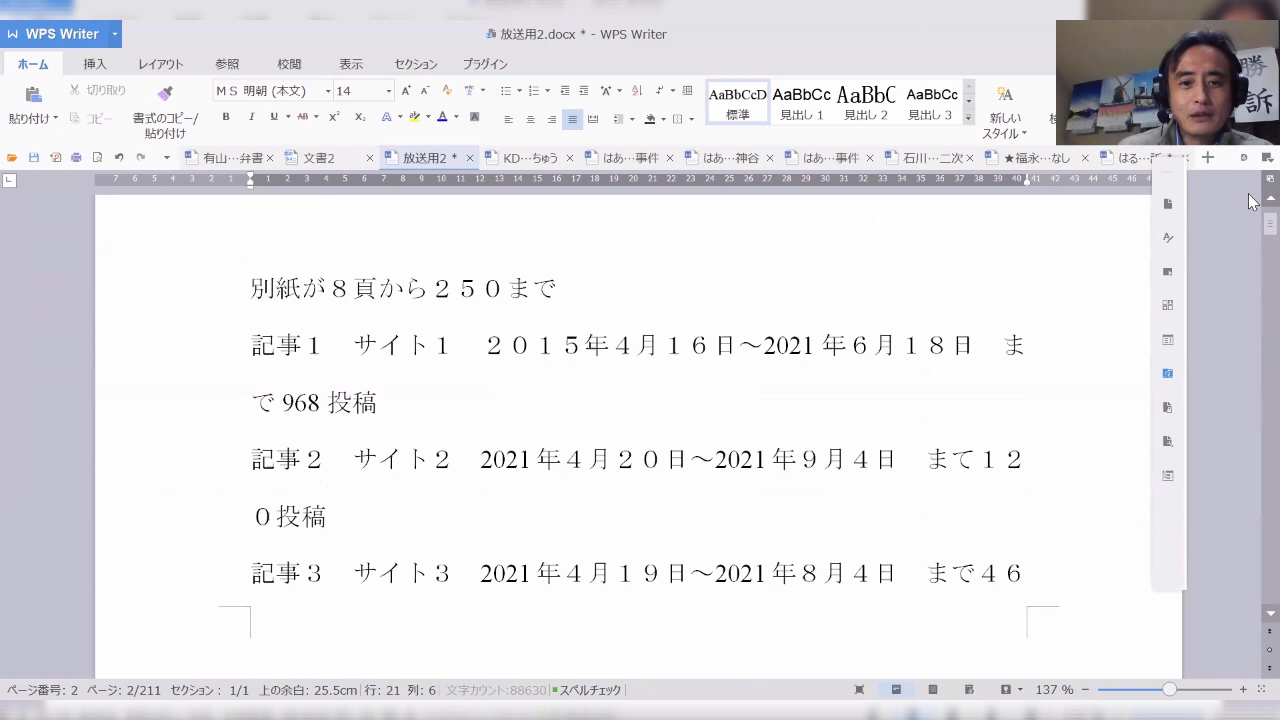 WPS Writer
放送用2.docx * - WPS Writer
ホーム 挿入 レイアウト 参照 校閲 表示 セクション プラグイン
切り取り
ＭＳ 明朝 (本文) 14
AaBbCcD AaBbCc AaBbC AaBbCc
貼り付け コピー 書式のコピー/
貼り付け
標準 見出し 1 見出し 2 見出し 3
新しい
スタイル
有山…弁書 文書2 放送用2 * KD…ちゅう はあ…事件 はあ…神谷 はあ…事件 石川…二次 ★福永…なし
勝
訴
別紙が８頁から２５０まで
記事１　サイト１　２０１５年４月１６日～2021 年６月１８日　ま
で 968 投稿
記事２　サイト２　2021 年４月２０日～2021 年９月４日　まて１２
０投稿
記事３　サイト３　2021 年４月１９日～2021 年８月４日　まで４６
ページ番号: 2 ページ: 2/211 セクション: 1/1 上の余白: 25.5cm 行: 21 列: 6 文字カウント:88630 スペルチェック 137 %